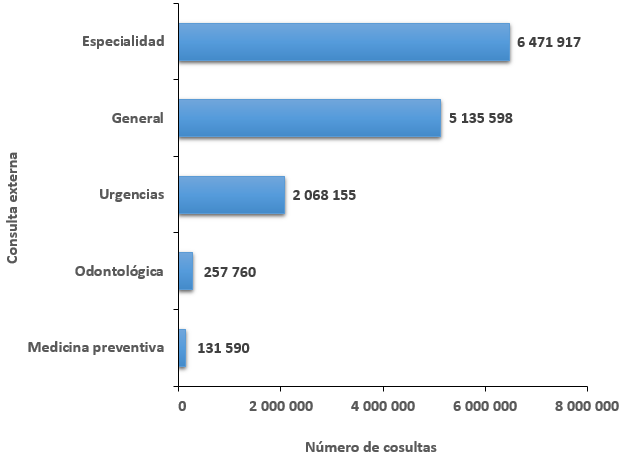 Especialidad 6 471 917
General 5 135 598
Urgencias 2 068 155
Odontológica 257 760
Medicina preventiva 131 590
Consulta externa
0 2 000 000 4 000 000 6 000 000 8 000 000
Número de cosultas